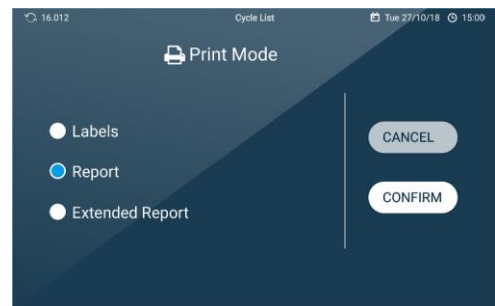 16.012 Cycle List Tue 27/10/18 15:00
Print Mode
Labels
Report
Extended Report
CANCEL
CONFIRM